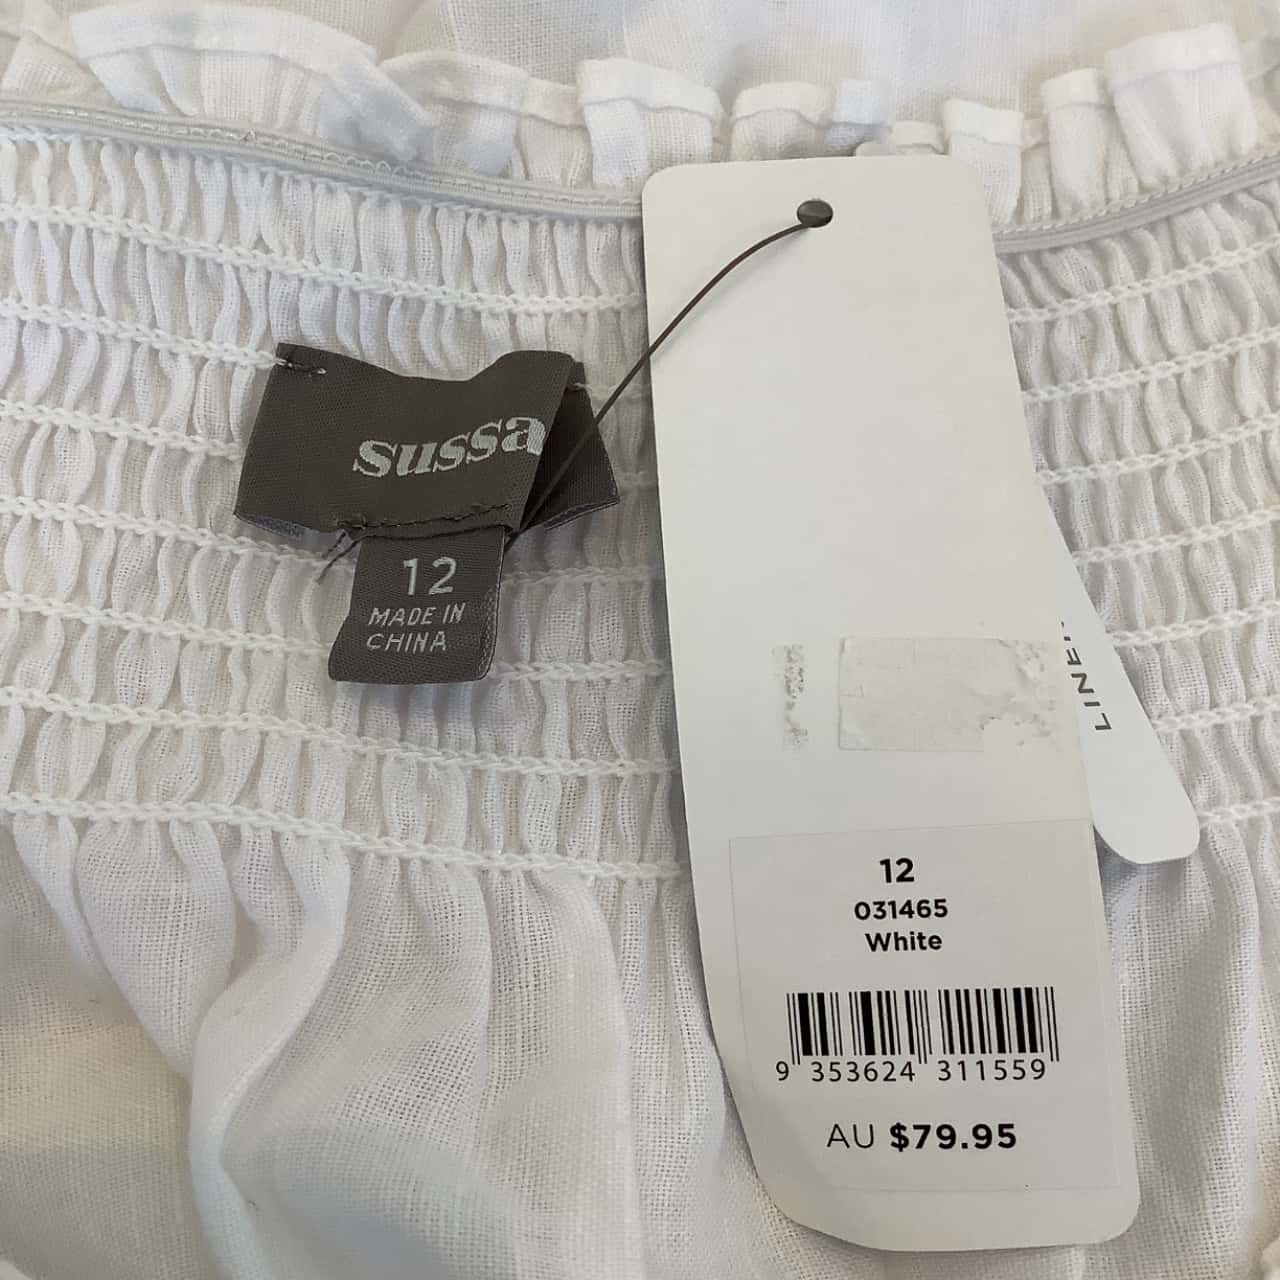 sussa
12
MADE IN
CHINA
12
031465
White
9 353624 311559
AU $79.95